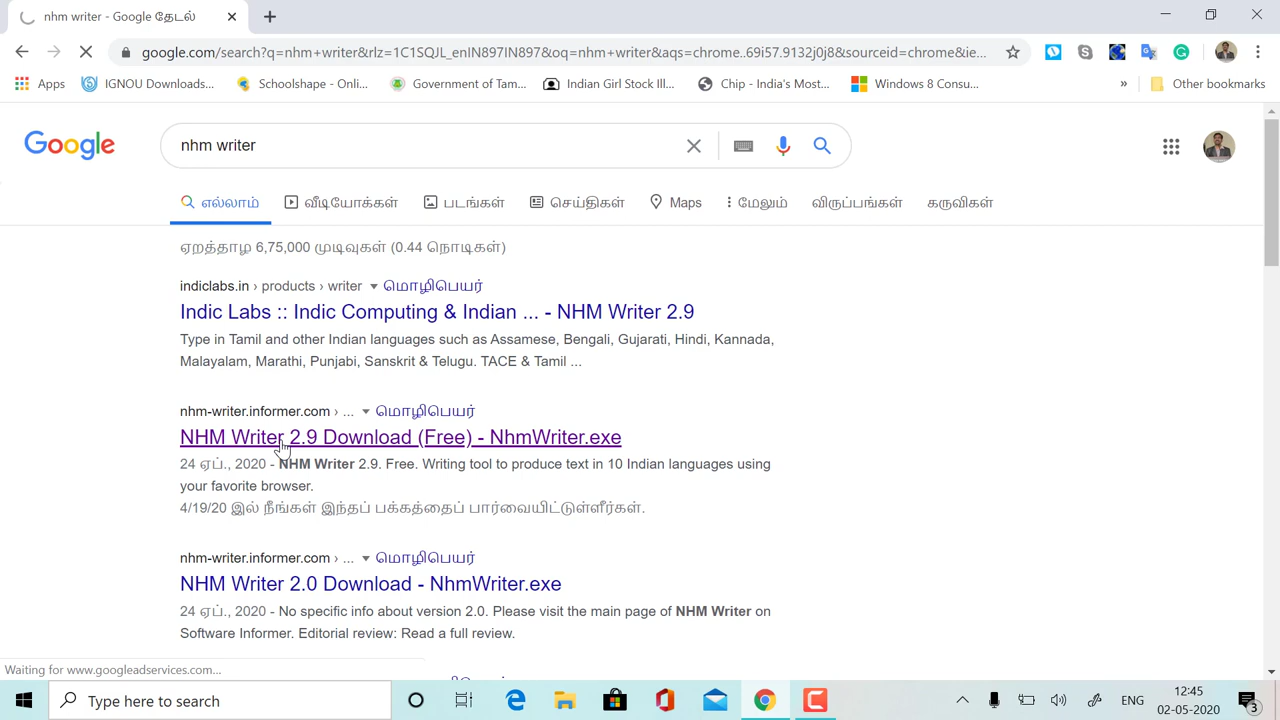 nhm writer - Google தேடல்
google.com/search?q=nhm+writer&rlz=1C1SQJL_enIN897IN897&oq=nhm+writer&aqs=chrome..69i57.9132j0j8&sourceid=chrome&ie...
Apps IGNOU Downloads... Schoolshape - Onli... Government of Tam... Indian Girl Stock Ill... Chip - India's Most... Windows 8 Consu... » Other bookmarks
Google nhm writer
எல்லாம் வீடியோக்கள் படங்கள் செய்திகள் Maps மேலும் விருப்பங்கள் கருவிகள்
ஏறத்தாழ 6,75,000 முடிவுகள் (0.44 நொடிகள்)
indiclabs.in › products › writer மொழிபெயர்
Indic Labs :: Indic Computing & Indian ... - NHM Writer 2.9
Type in Tamil and other Indian languages such as Assamese, Bengali, Gujarati, Hindi, Kannada,
Malayalam, Marathi, Punjabi, Sanskrit & Telugu. TACE & Tamil ...
nhm-writer.informer.com › ... மொழிபெயர்
NHM Writer 2.9 Download (Free) - NhmWriter.exe
24 ஏப்., 2020 - NHM Writer 2.9. Free. Writing tool to produce text in 10 Indian languages using
your favorite browser.
4/19/20 இல் நீங்கள் இந்தப் பக்கத்தைப் பார்வையிட்டுள்ளீர்கள்.
nhm-writer.informer.com › ... மொழிபெயர்
NHM Writer 2.0 Download - NhmWriter.exe
24 ஏப்., 2020 - No specific info about version 2.0. Please visit the main page of NHM Writer on
Software Informer. Editorial review: Read a full review.
Waiting for www.googleadservices.com...
Type here to search
ENG
12:45
02-05-2020
3